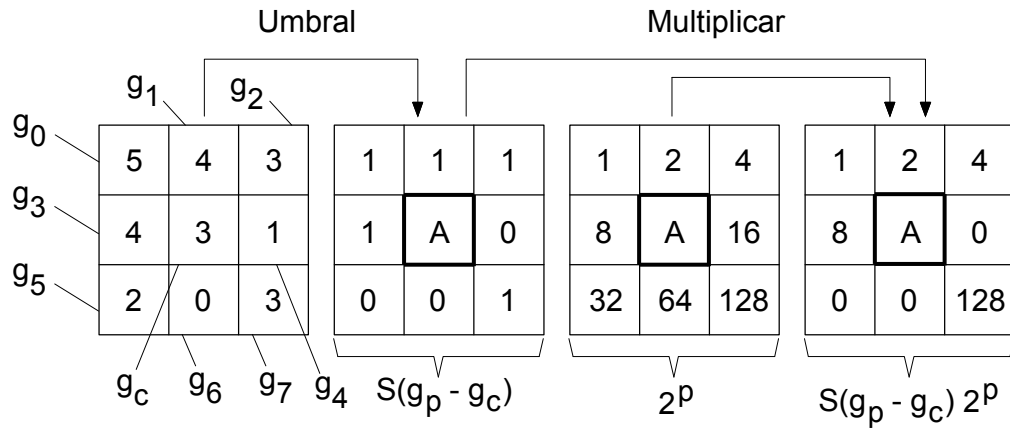 Umbral Multiplicar
g1 g2
g0
5 4 3 1 1 1 1 2 4 1 2 4
g3
4 3 1 1 A 0 8 A 16 8 A 0
g5
2 0 3 0 0 1 32 64 128 0 0 128
gc g6 g7 g4 S(gp - gc) 2^p S(gp - gc) 2^p